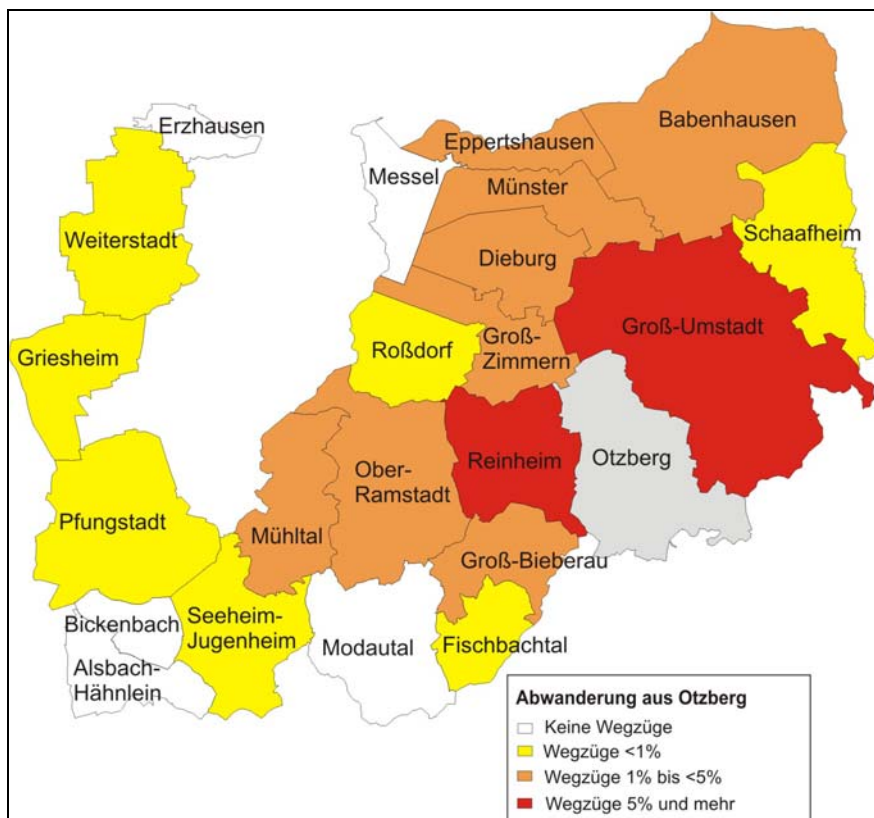 Erzhausen
Babenhausen
Eppertshausen
Messel
Münster
Schaafheim
Weiterstadt
Dieburg
Groß-Umstadt
Griesheim
Roßdorf
Groß-
Zimmern
Reinheim
Otzberg
Ober-
Ramstadt
Pfungstadt
Mühltal
Groß-Bieberau
Bickenbach
Seeheim-
Jugenheim
Modautal
Fischbachtal
Alsbach-
Hähnlein
Abwanderung aus Otzberg
Keine Wegzüge
Wegzüge <1%
Wegzüge 1% bis <5%
Wegzüge 5% und mehr